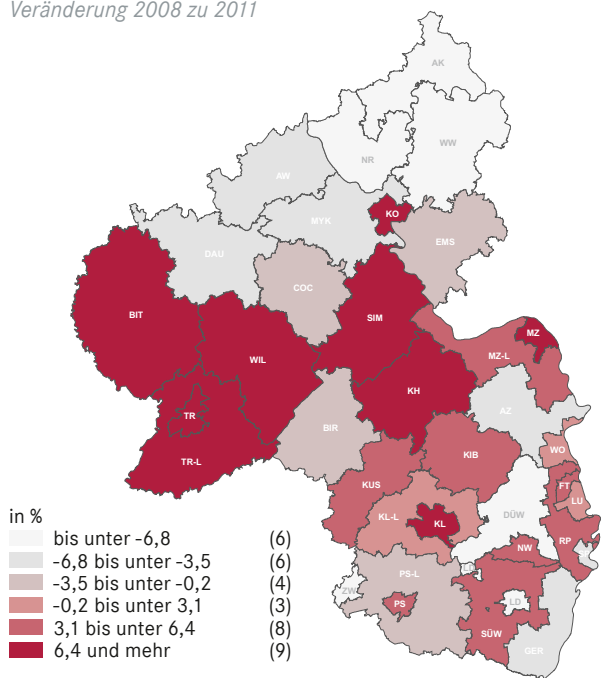 Veränderung 2008 zu 2011
AK
WW
NR
AW
KO
MYK
EMS
DAU
COC
BIT
SIM
MZ
WIL
MZ-L
KH
AZ
TR
BIR
WO
KIB
TR-L
KUS
FT
LU
KL-L
KL
DÜW
RP
NW
PS-L
ZW
LD
PS
SÜW
GER
in %
bis unter -6,8 (6)
-6,8 bis unter -3,5 (6)
-3,5 bis unter -0,2 (4)
-0,2 bis unter 3,1 (3)
3,1 bis unter 6,4 (8)
6,4 und mehr (9)